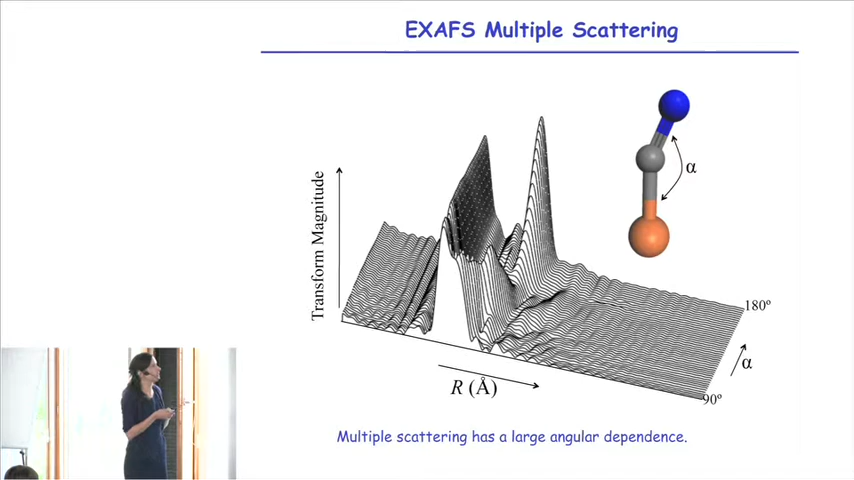 EXAFS Multiple Scattering
α
Transform Magnitude
180º
α
R (Å)
90º
Multiple scattering has a large angular dependence.